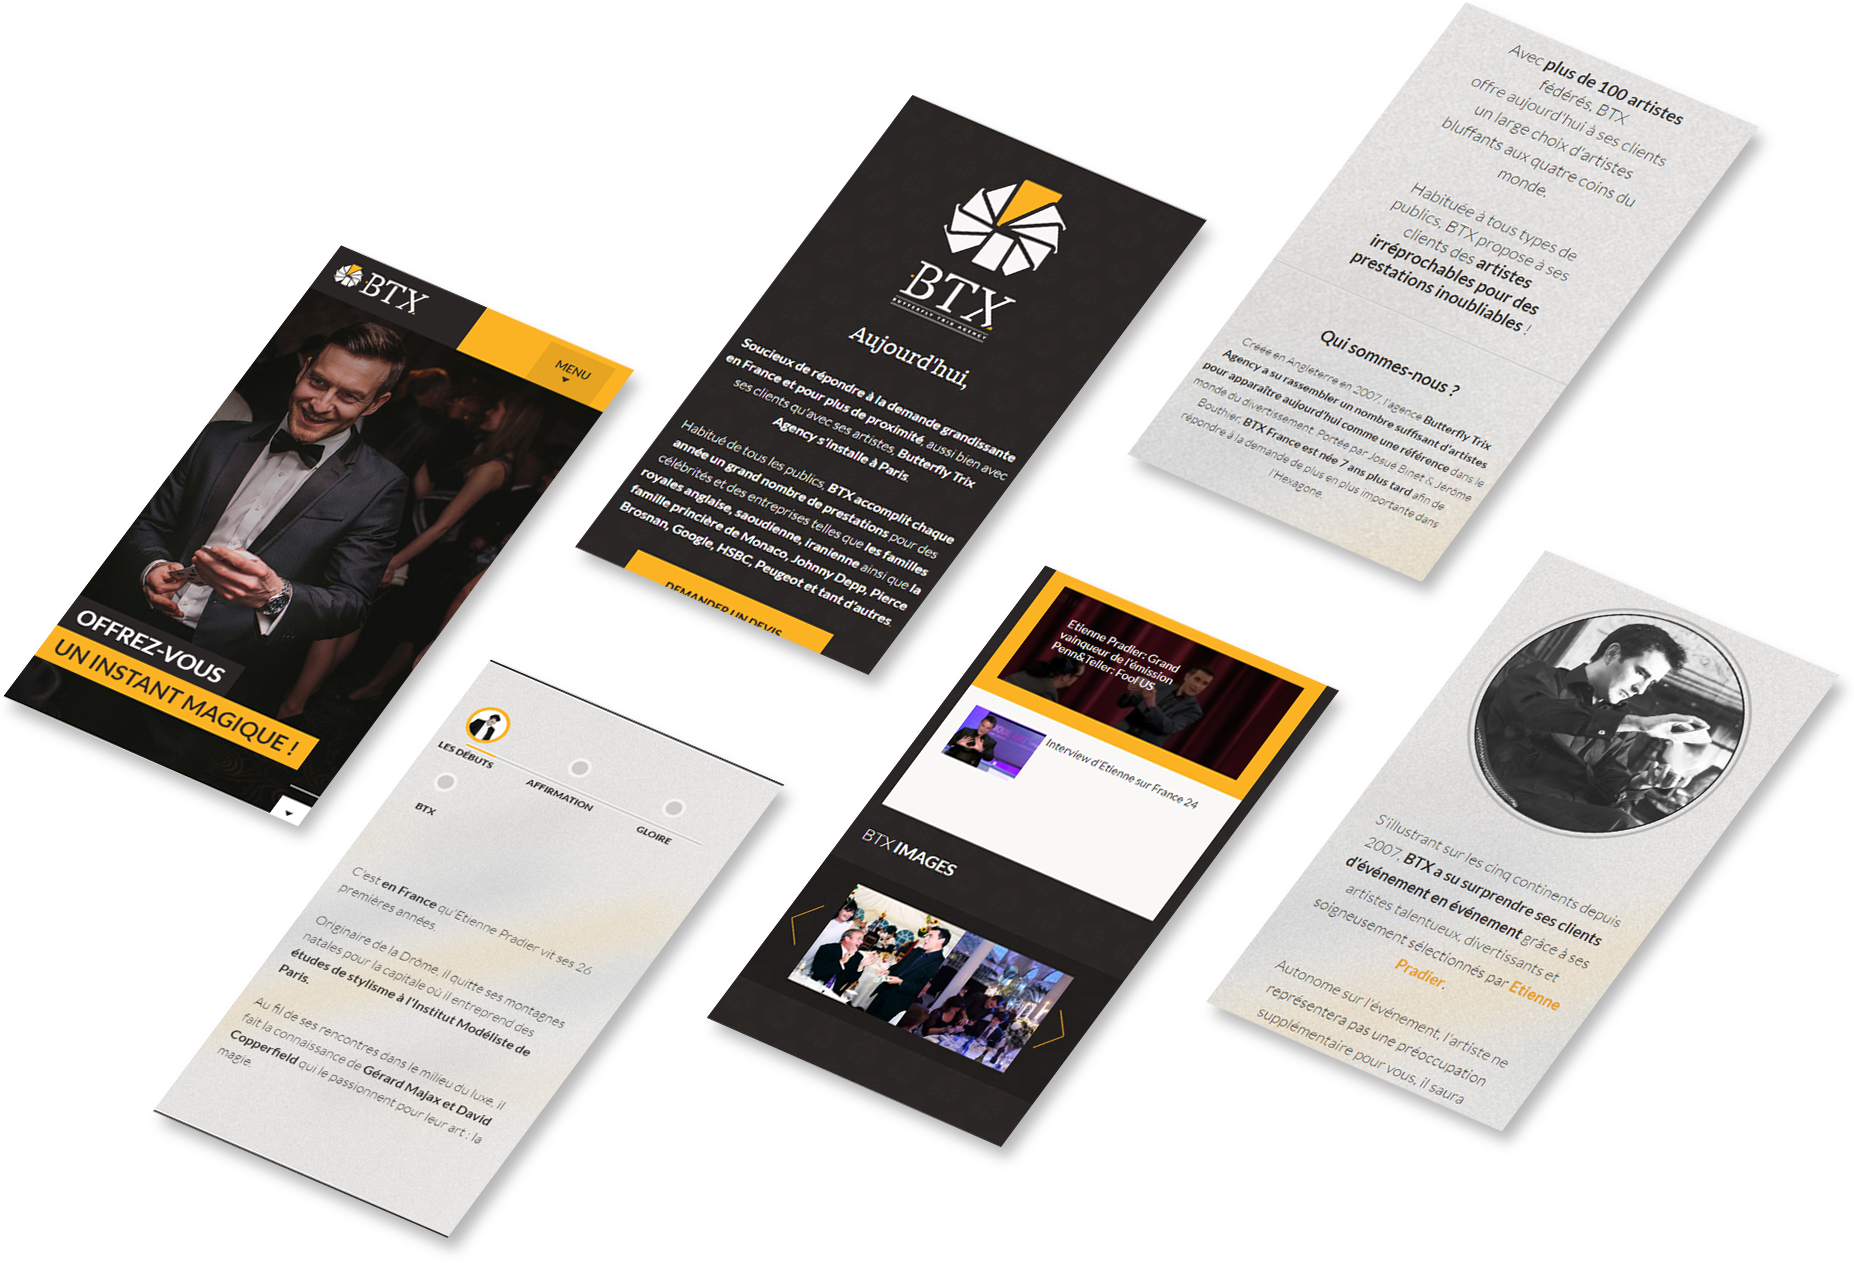 BTX
MENU
OFFREZ-VOUS
UN INSTANT MAGIQUE !
BTX
BUTTERFLY TRIX AGENCY
Aujourd'hui,
Soucieux de répondre à la demande grandissante
en France et pour plus de proximité, aussi bien avec
ses clients qu'avec ses artistes, Butterfly Trix
Agency s'installe à Paris.
Habitué de tous les publics, BTX accomplit chaque
année un grand nombre de prestations pour des
célébrités et des entreprises telles que les familles
royales anglaise, saoudienne, iranienne ainsi que la
famille princière de Monaco, Johnny Depp, Pierce
Brosnan, Google, HSBC, Peugeot et tant d'autres.
DEMANDER UN DEVIS
Avec plus de 100 artistes
fédérés, BTX
offre aujourd'hui à ses clients
un large choix d'artistes
bluffants aux quatre coins du
monde.
Habituée à tous types de
publics, BTX propose à ses
clients des artistes
irréprochables pour des
prestations inoubliables !
Qui sommes-nous ?
Créée en Angleterre en 2007, l'agence Butterfly Trix
Agency a su rassembler un nombre suffisant d'artistes
pour apparaître aujourd'hui comme une référence dans le
monde du divertissement. Portée par Josué Binet & Jérôme
Bouthier, BTX France est née 7 ans plus tard afin de
répondre à la demande de plus en plus importante dans
l'Hexagone.
LES DÉBUTS
AFFIRMATION
GLOIRE
BTX
C'est en France qu'Etienne Pradier vit ses 26
premières années.
Originaire de la Drôme, il quitte ses montagnes
natales pour la capitale où il entreprend des
études de stylisme à l'Institut Modéliste de
Paris.
Au fil de ses rencontres dans le milieu du luxe, il
fait la connaissance de Gérard Majax et David
Copperfield qui le passionnent pour leur art : la
magie.
Etienne Pradier: Grand
vainqueur de l'émission
Penn&Teller: Fool US
Interview d'Etienne sur France 24
BTX IMAGES
S'illustrant sur les cinq continents depuis
2007, BTX a su surprendre ses clients
d'événement en événement grâce à ses
artistes talentueux, divertissants et
soigneusement sélectionnés par Etienne
Pradier.
Autonome sur l'événement, l'artiste ne
représentera pas une préoccupation
supplémentaire pour vous, il saura